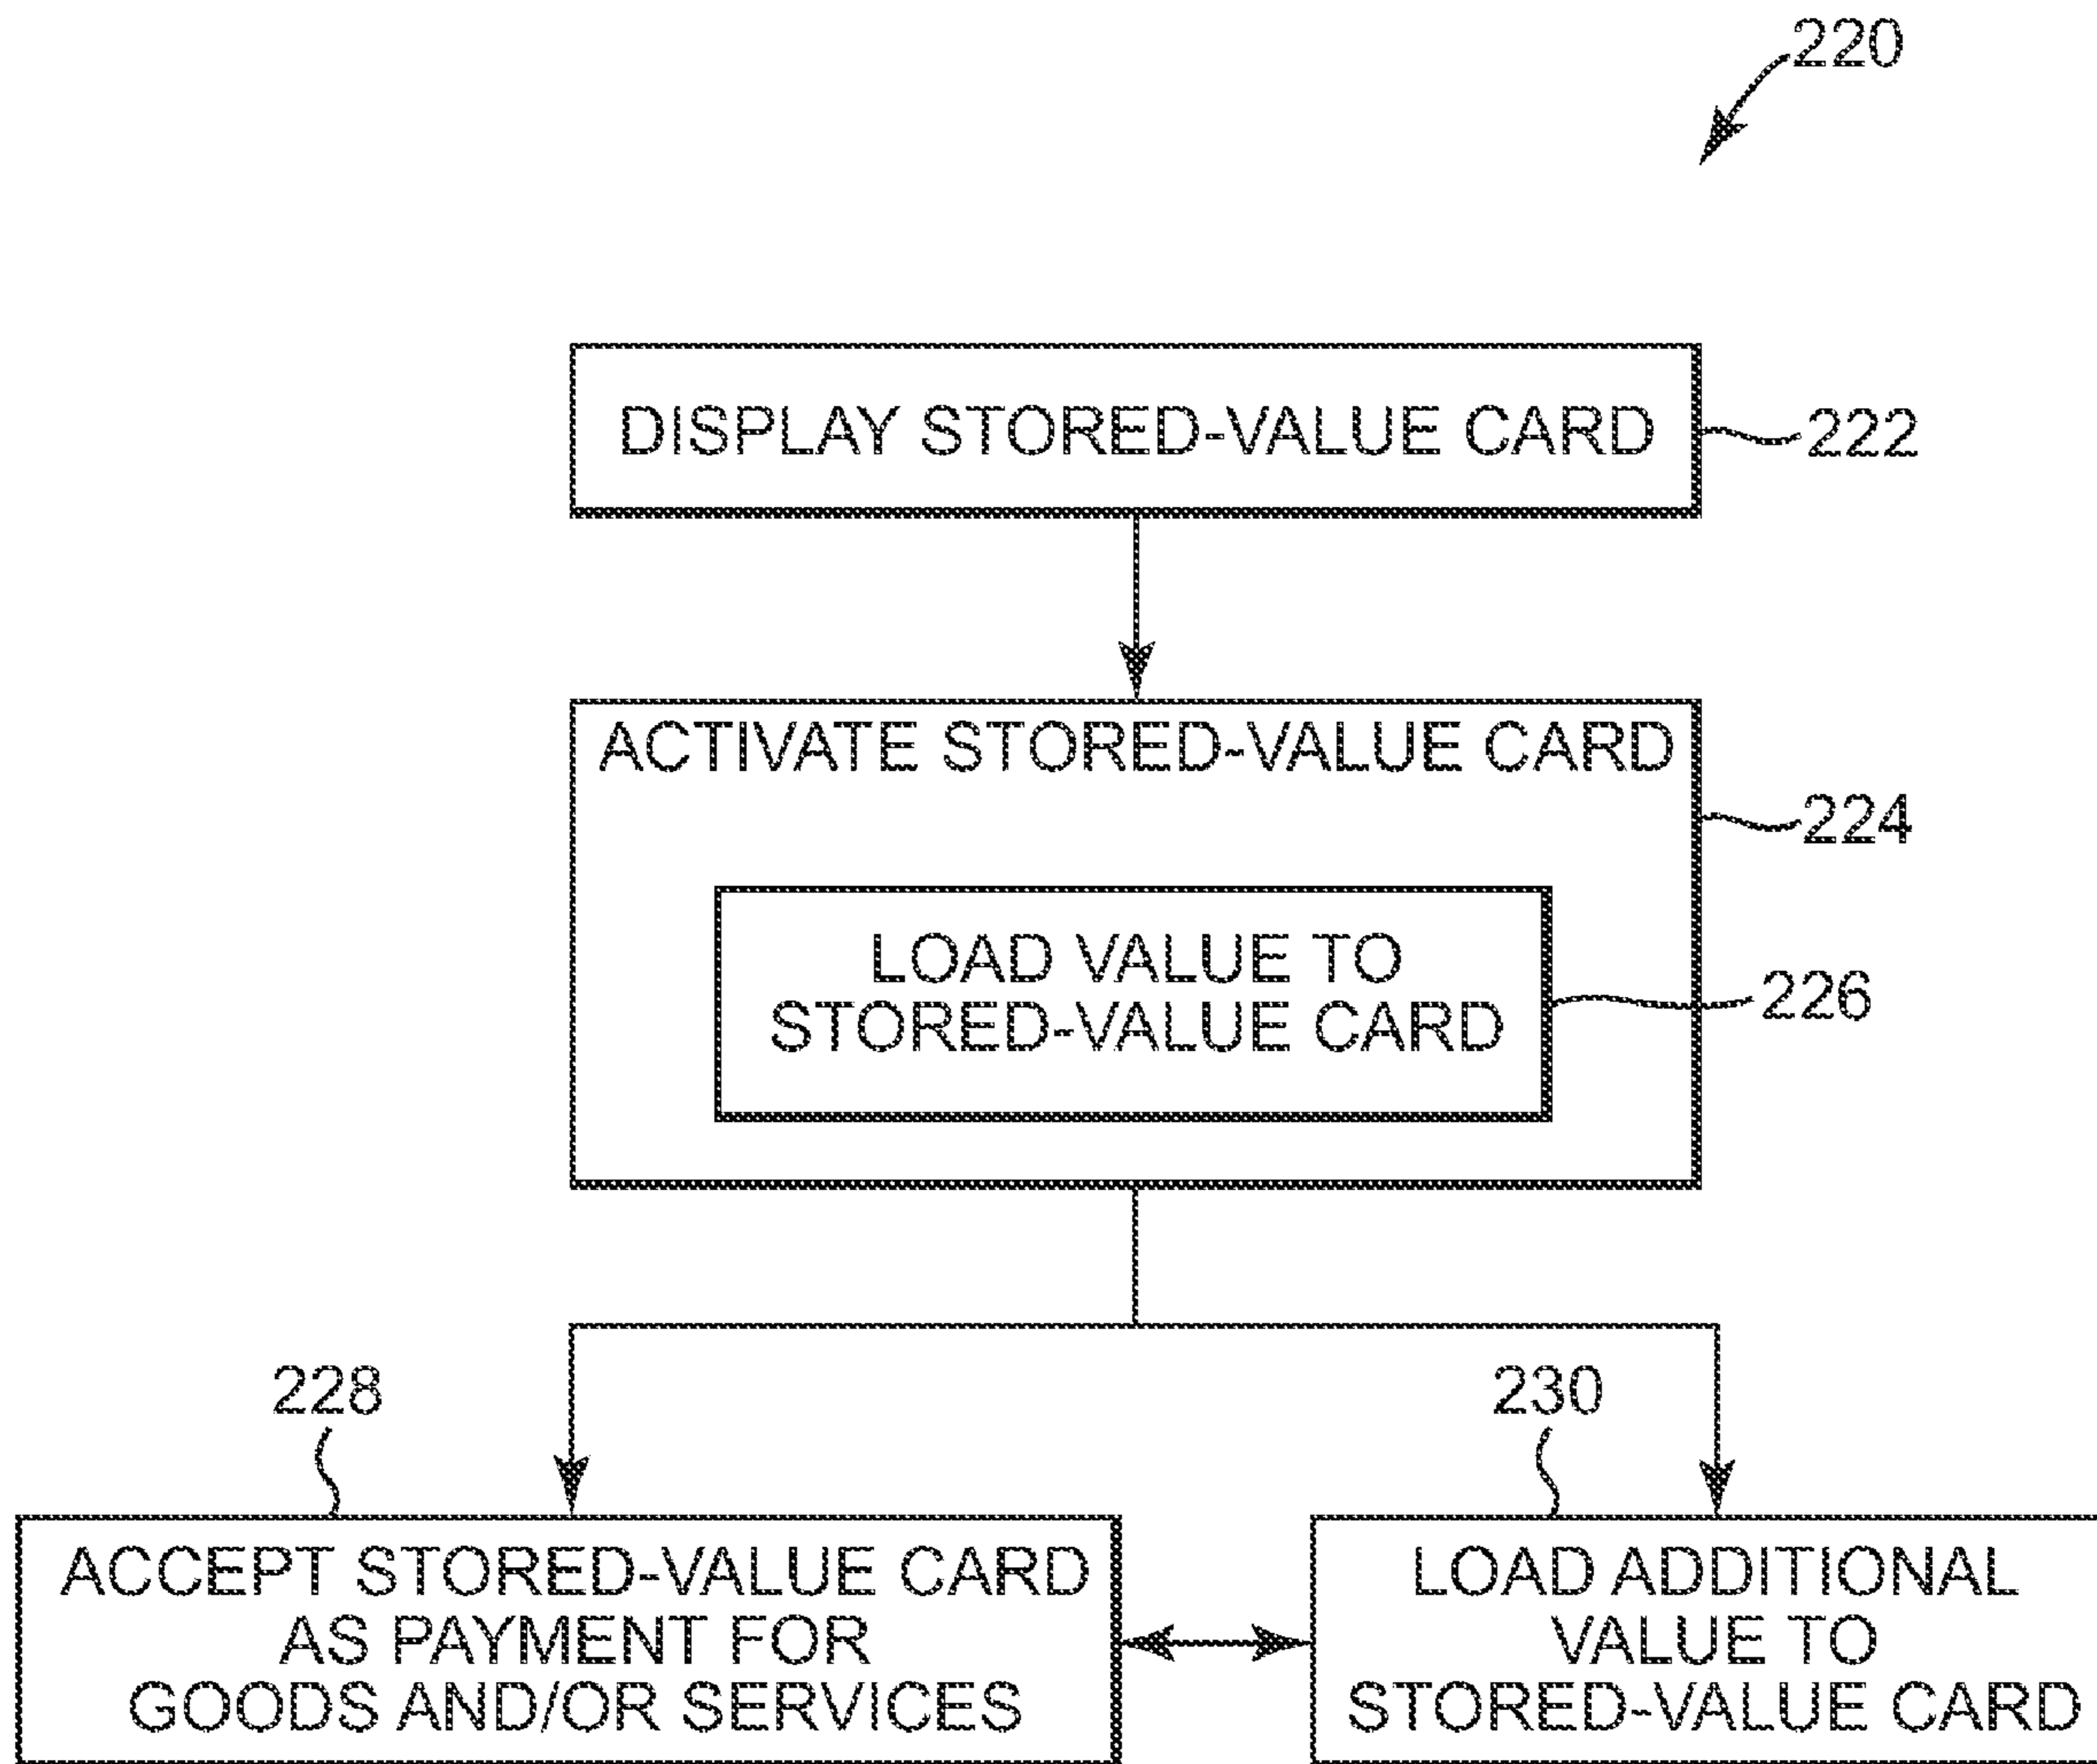 220
DISPLAY STORED-VALUE CARD
222
ACTIVATE STORED-VALUE CARD
224
LOAD VALUE TO
STORED-VALUE CARD
226
228
230
ACCEPT STORED-VALUE CARD
AS PAYMENT FOR
GOODS AND/OR SERVICES
LOAD ADDITIONAL
VALUE TO
STORED-VALUE CARD